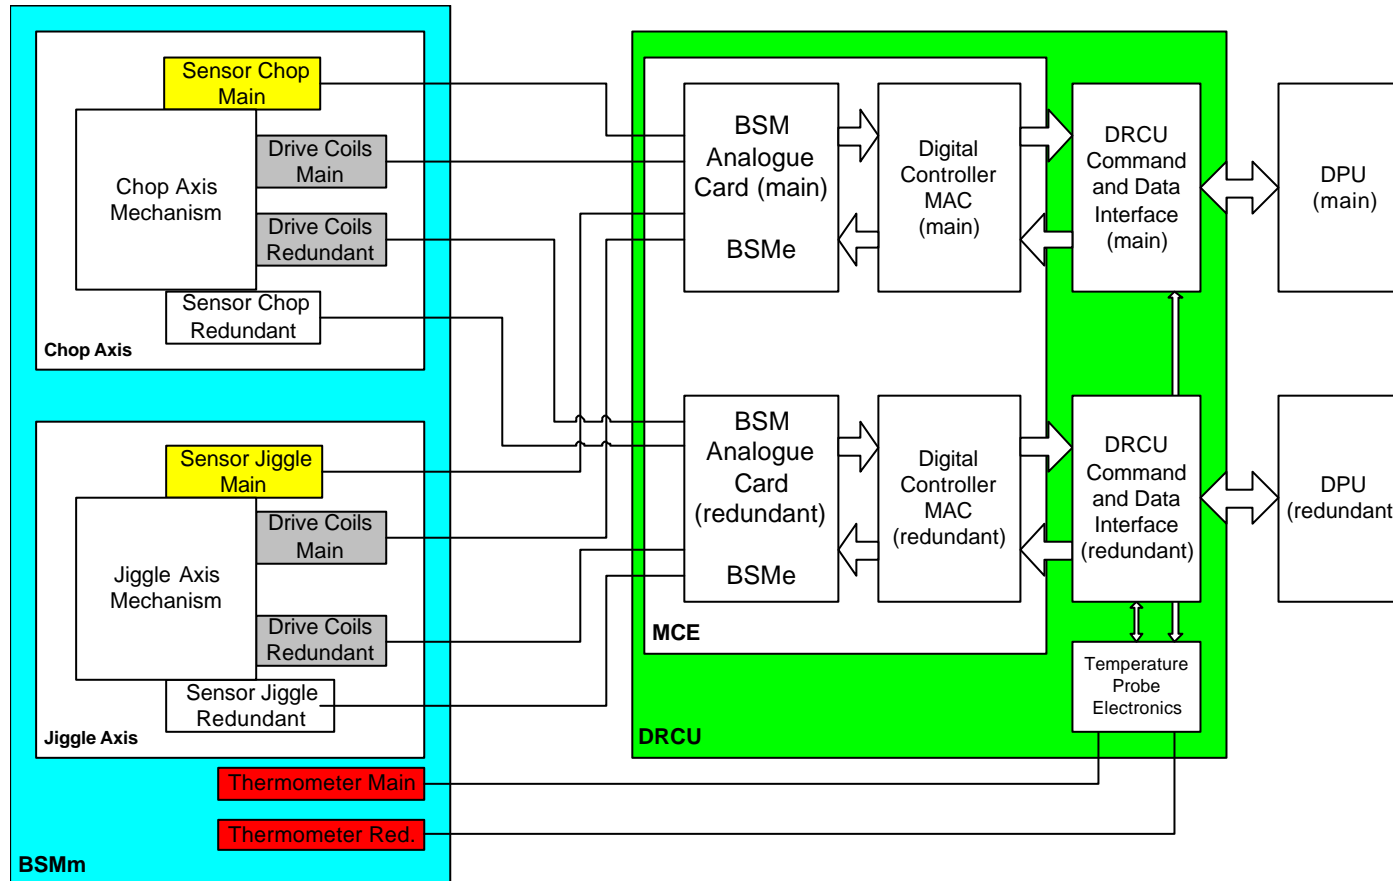 Sensor Chop
Main
Drive Coils
Main
Chop Axis
Mechanism
Drive Coils
Redundant
Sensor Chop
Redundant
Chop Axis
Sensor Jiggle
Main
Drive Coils
Main
Jiggle Axis
Mechanism
Drive Coils
Redundant
Sensor Jiggle
Redundant
Jiggle Axis
Thermometer Main
Thermometer Red.
BSMm
BSM
Analogue
Card (main)
BSMe
Digital
Controller
MAC
(main)
DRCU
Command
and Data
Interface
(main)
DPU
(main)
BSM
Analogue
Card
(redundant)
BSMe
Digital
Controller
MAC
(redundant)
DRCU
Command
and Data
Interface
(redundant)
DPU
(redundant
MCE
Temperature
Probe
Electronics
DRCU